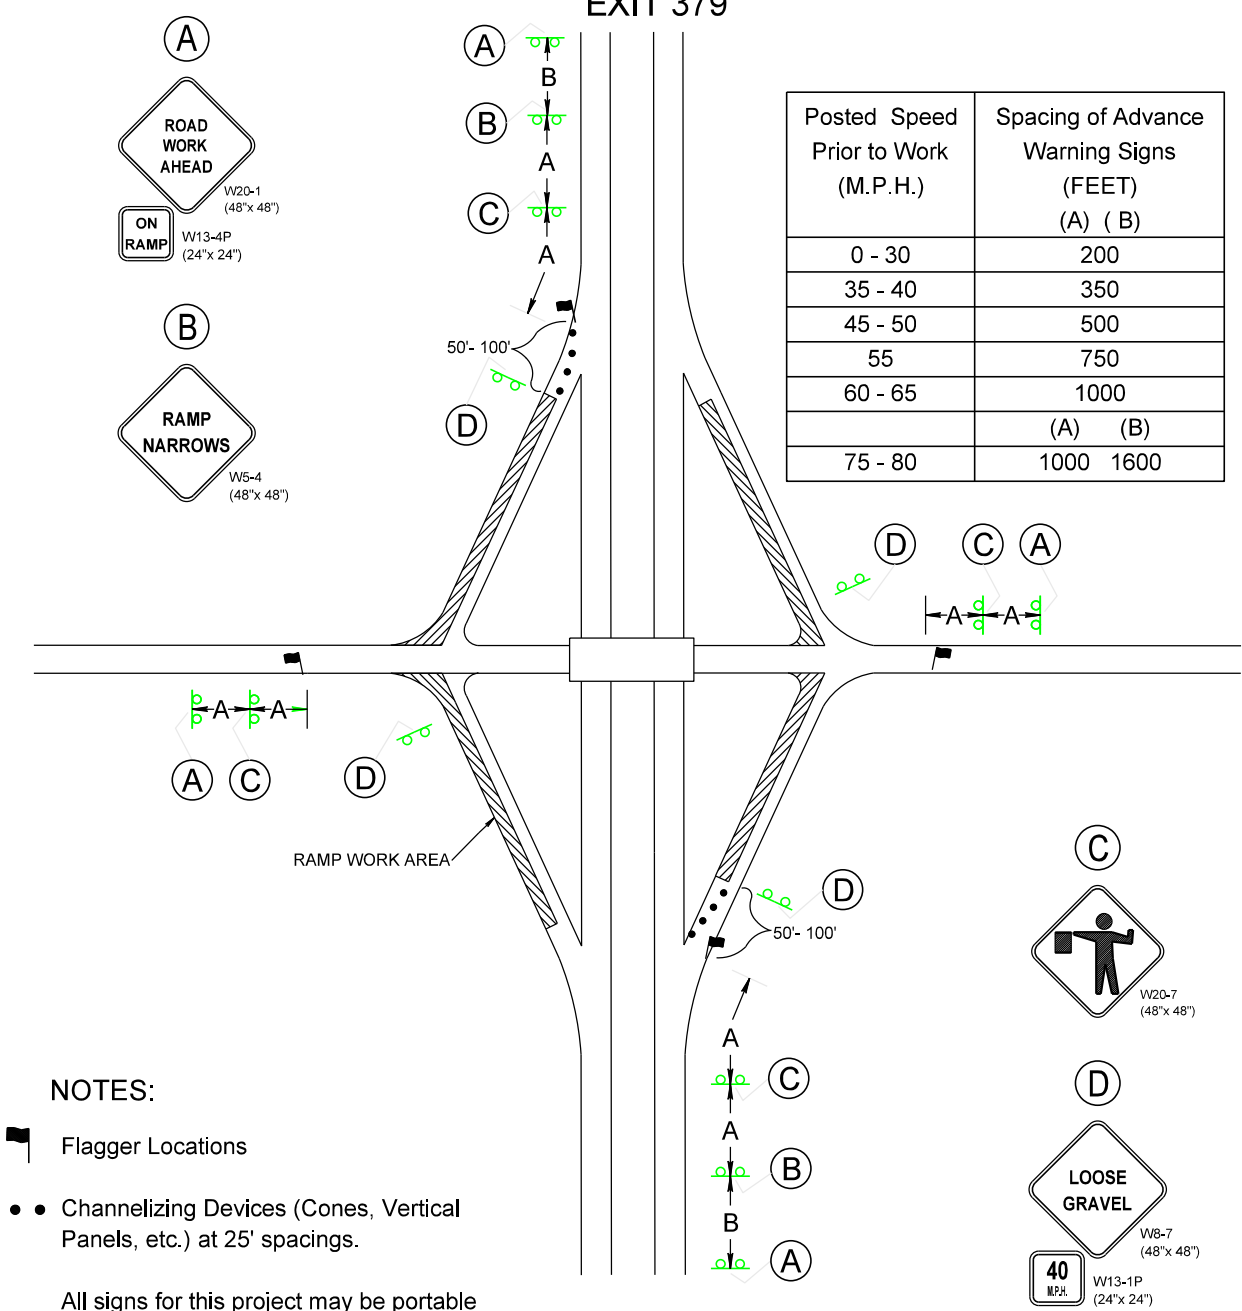 EXIT 379
A
ROAD
WORK
AHEAD
W20-1
(48"x 48")
ON
RAMP
W13-4P
(24"x 24")
B
RAMP
NARROWS
W5-4
(48"x 48")
A
B
B
A
C
A
50'- 100'
D
Posted Speed
Prior to Work
(M.P.H.)
Spacing of Advance
Warning Signs
(FEET)
(A) ( B)
0 - 30 200
35 - 40 350
45 - 50 500
55 750
60 - 65 1000
(A) (B)
75 - 80 1000 1600
D C A
A A
A A
A C D
RAMP WORK AREA
D
50'- 100'
A
C
A
B
B
A
C
W20-7
(48"x 48")
D
LOOSE
GRAVEL
W8-7
(48"x 48")
40
M.P.H.
W13-1P
(24"x 24")
NOTES:
Flagger Locations
Channelizing Devices (Cones, Vertical
Panels, etc.) at 25' spacings.
All signs for this project may be portable